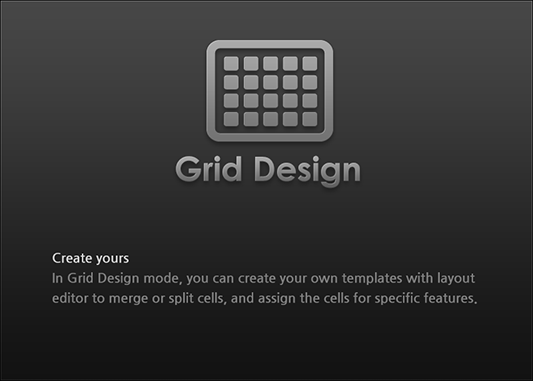 Grid Design
Create yours
In Grid Design mode, you can create your own templates with layout
editor to merge or split cells, and assign the cells for specific features.